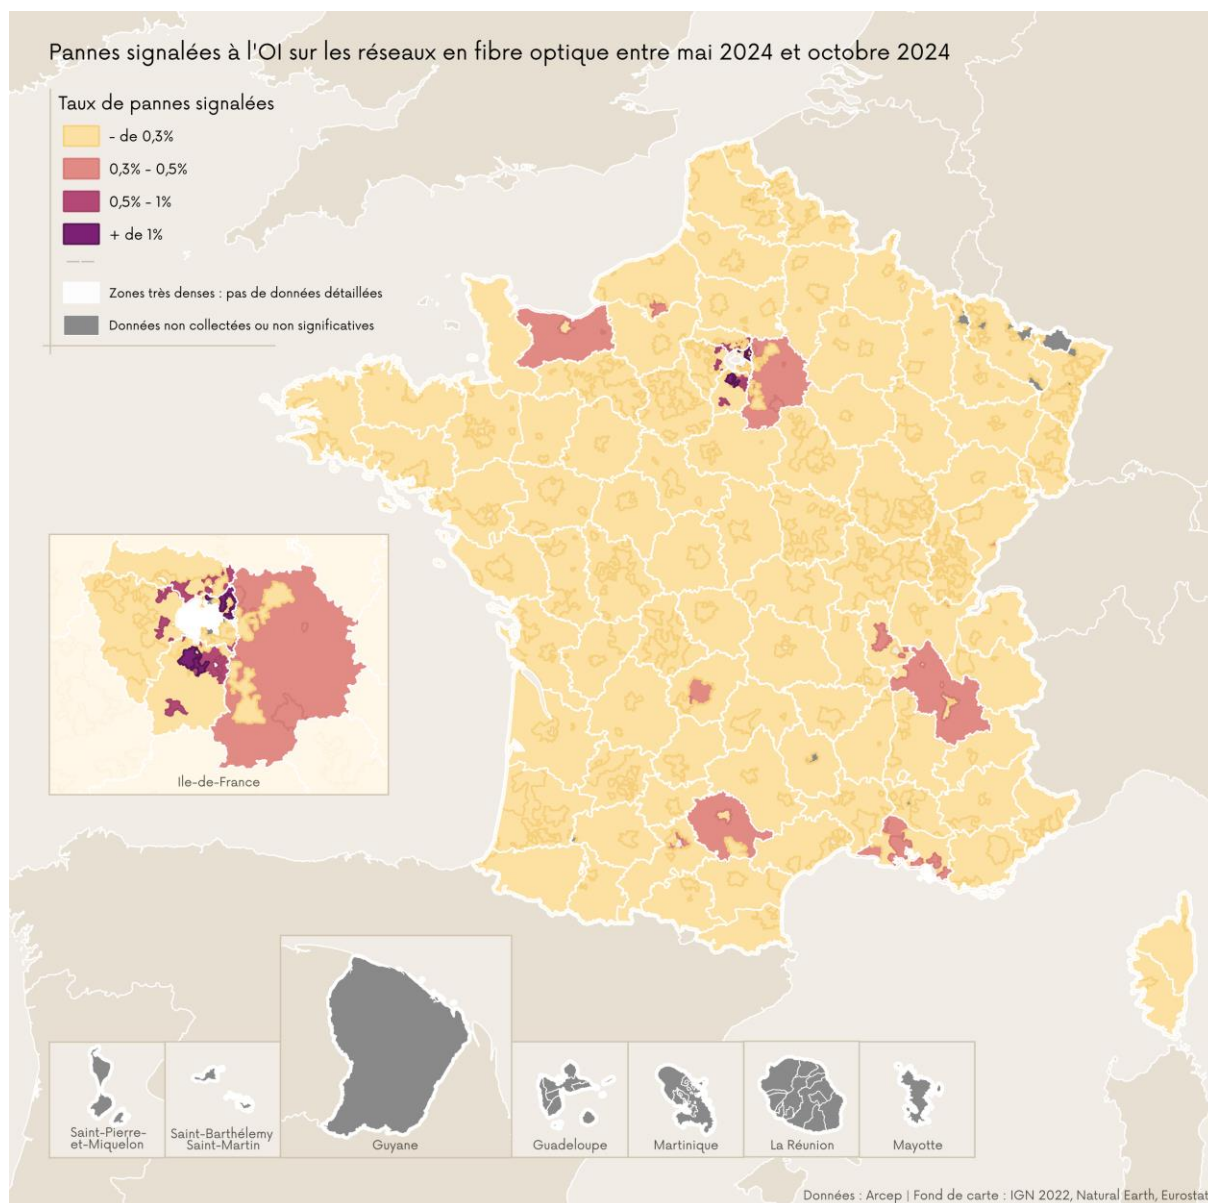 Pannes signalées à l'OI sur les réseaux en fibre optique entre mai 2024 et octobre 2024
Taux de pannes signalées
- de 0,3%
0,3% - 0,5%
0,5% - 1%
+ de 1%
Zones très denses : pas de données détaillées
Données non collectées ou non significatives
Ile-de-France
Saint-Pierre-
et-Miquelon
Saint-Barthélemy
Saint-Martin
Guyane
Guadeloupe
Martinique
La Réunion
Mayotte
Données : Arcep | Fond de carte : IGN 2022, Natural Earth, Eurostat